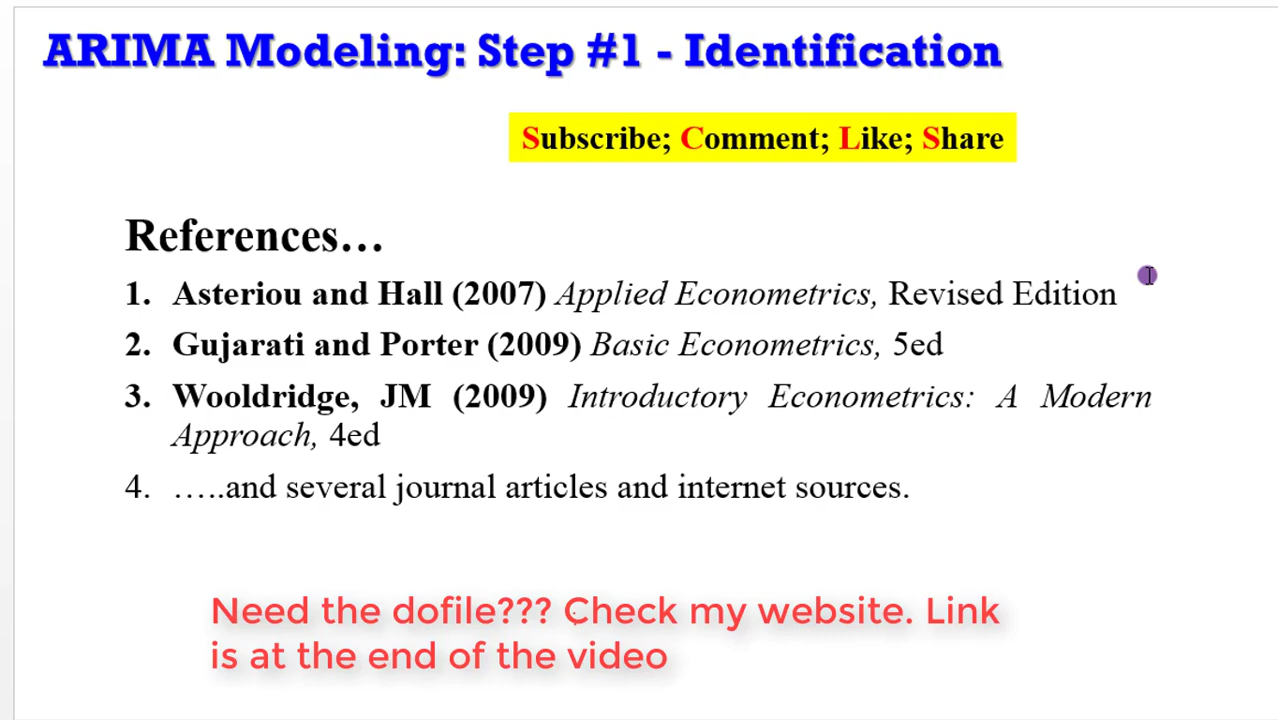 ARIMA Modeling: Step #1 - Identification
Subscribe; Comment; Like; Share
References…
1. Asteriou and Hall (2007) Applied Econometrics, Revised Edition
2. Gujarati and Porter (2009) Basic Econometrics, 5ed
3. Wooldridge, JM (2009) Introductory Econometrics: A Modern
Approach, 4ed
4. …..and several journal articles and internet sources.
Need the dofile??? Check my website. Link
is at the end of the video